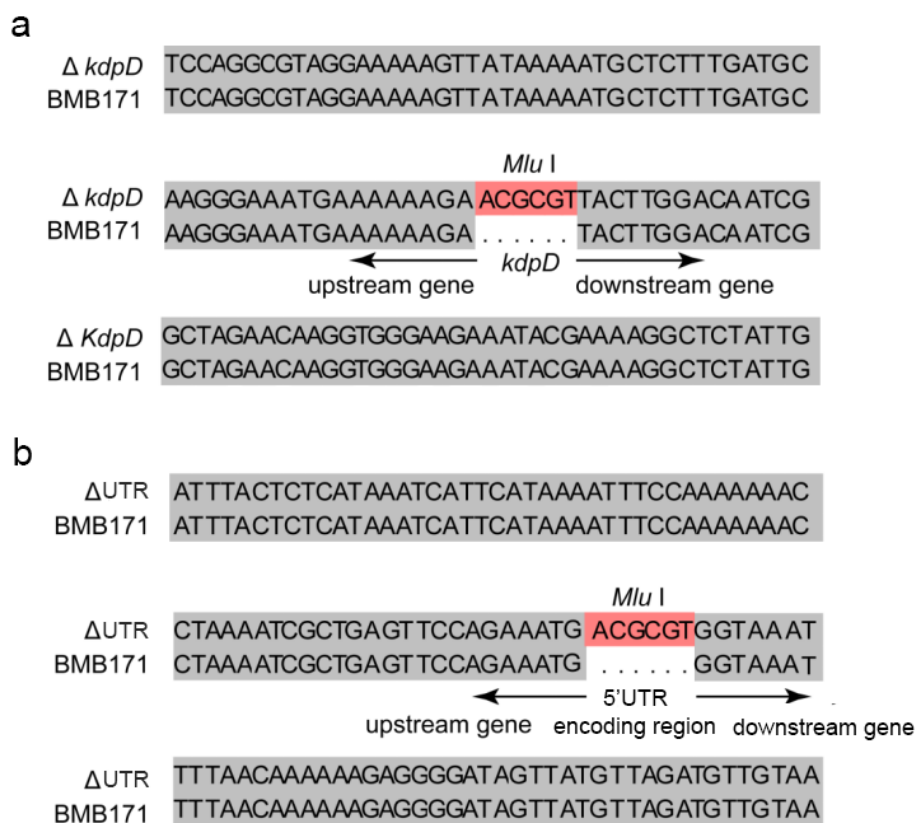 a
Δ kdpD TCCAGGCGTAGGAAAAAGTTATAAAAATGCTCTTTGATGC
BMB171 TCCAGGCGTAGGAAAAAGTTATAAAAATGCTCTTTGATGC
Mlu I
Δ kdpD AAGGGAAATGAAAAAAGA ACGCGT TACTTGGACAATCG
BMB171 AAGGGAAATGAAAAAAGA ...... TACTTGGACAATCG
kdpD
upstream gene downstream gene
Δ KdpD GCTAGAACAAGGTGGGAAGAAATACGAAAAGGCTCTATTG
BMB171 GCTAGAACAAGGTGGGAAGAAATACGAAAAGGCTCTATTG
b
ΔUTR ATTTACTCTCATAAATCATTCATAAAATTTCCAAAAAAAC
BMB171 ATTTACTCTCATAAATCATTCATAAAATTTCCAAAAAAAC
Mlu I
ΔUTR CTAAAATCGCTGAGTTCCAGAAATG ACGCGT GGTAAAT
BMB171 CTAAAATCGCTGAGTTCCAGAAATG ...... GGTAAAT
5'UTR
upstream gene encoding region downstream gene
ΔUTR TTTAACAAAAAAGAGGGGATAGTTATGTTAGATGTTGTAA
BMB171 TTTAACAAAAAAGAGGGGATAGTTATGTTAGATGTTGTAA